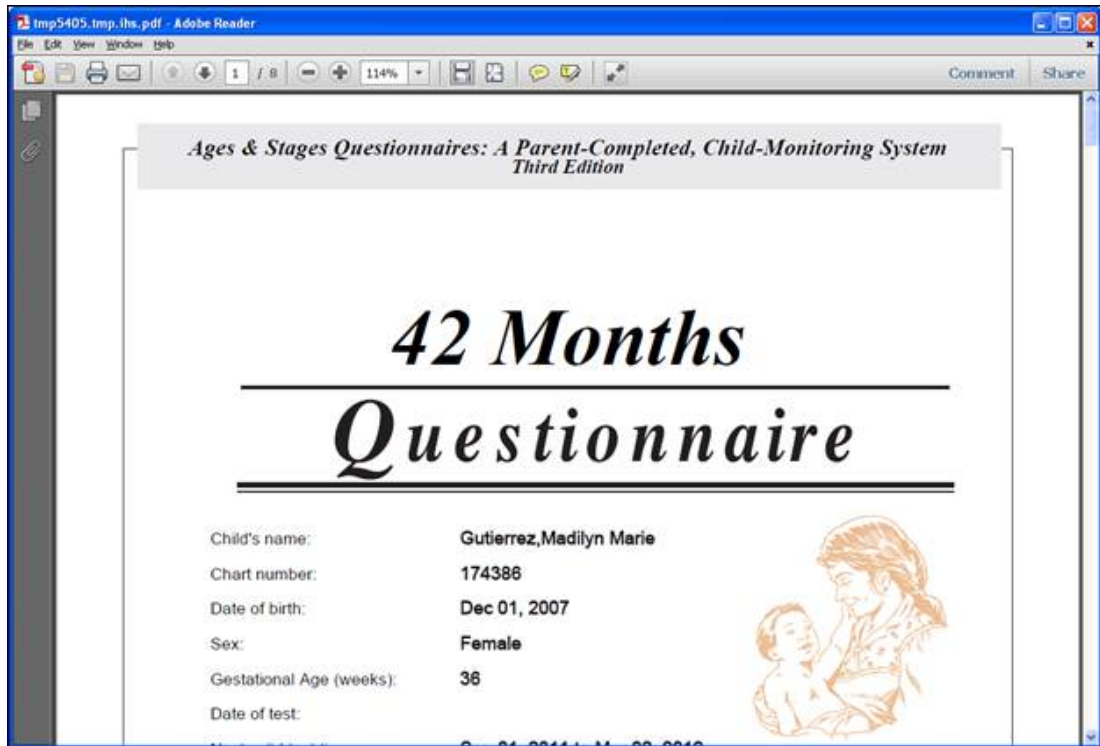 tmp5405.tmp.ihs.pdf - Adobe Reader
File Edit View Window Help
1 / 8 114% Comment Share
Ages & Stages Questionnaires: A Parent-Completed, Child-Monitoring System
Third Edition
42 Months
Questionnaire
Child's name: Gutierrez,Madilyn Marie
Chart number: 174386
Date of birth: Dec 01, 2007
Sex: Female
Gestational Age (weeks): 36
Date of test: